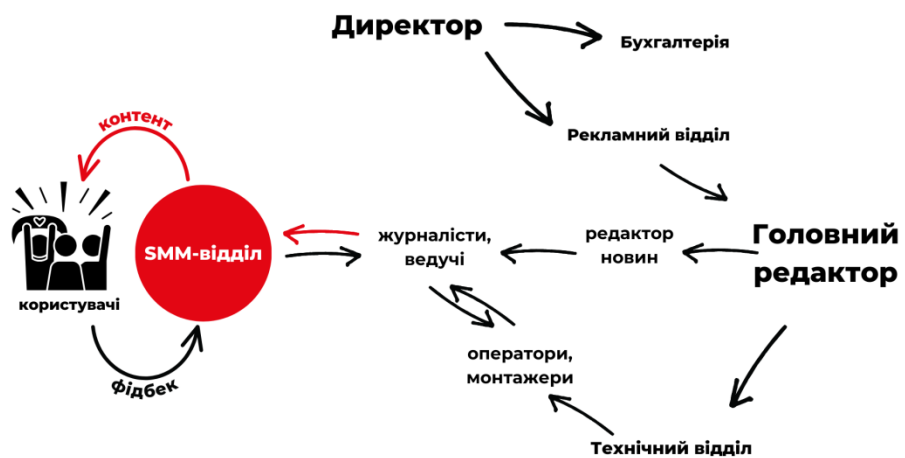 Директор
Бухгалтерія
Рекламний відділ
контент
SMM-відділ
користувачі
фідбек
журналісти,
ведучі
редактор
новин
Головний
редактор
оператори,
монтажери
Технічний відділ